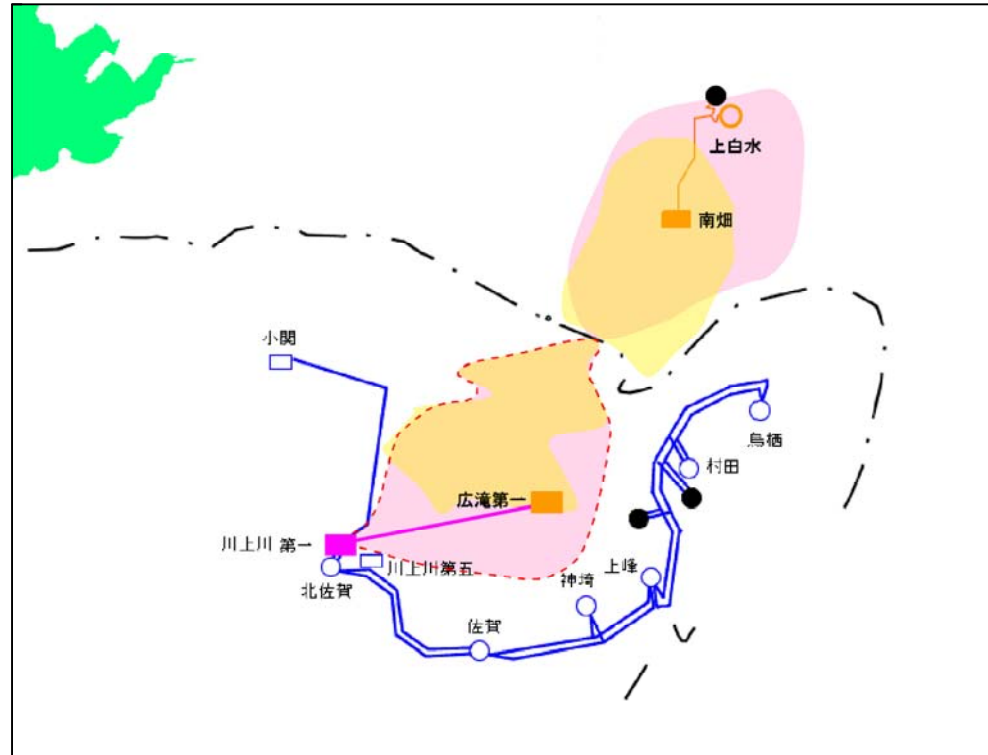 上白水
南畑
小関
鳥栖
村田
広滝第一
川上川 第一
川上川第五
北佐賀
神埼
上峰
佐賀